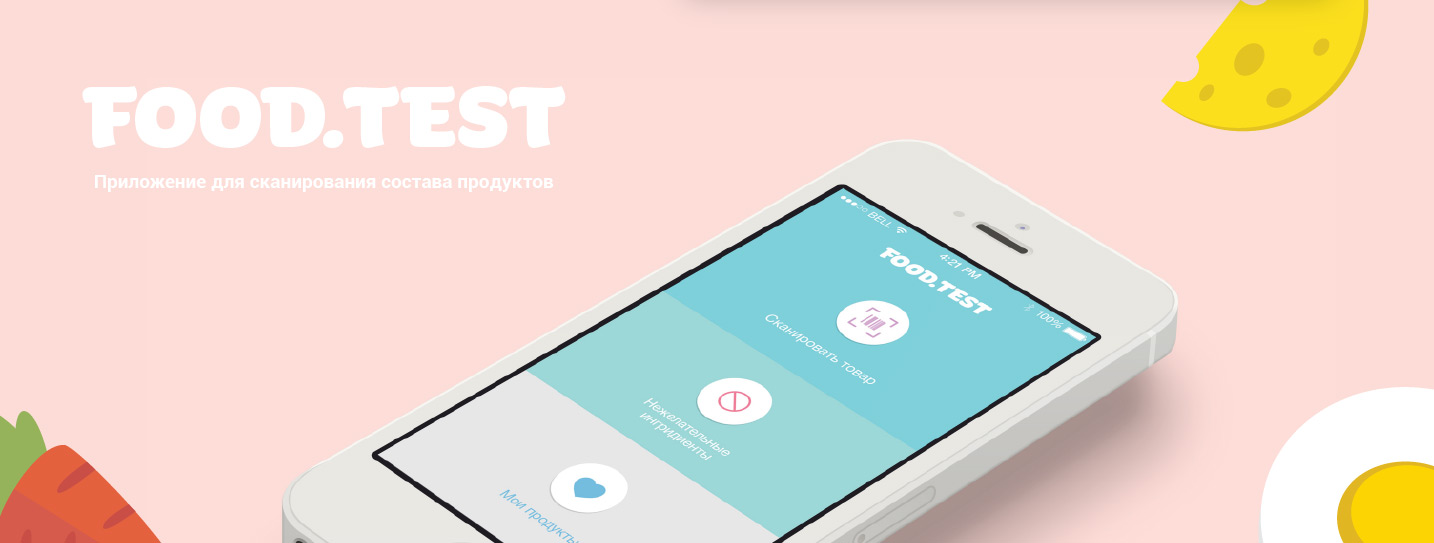 FOOD.TEST
Приложение для сканирования состава продуктов
BELL
4:21 PM
100%
FOOD.TEST
Сканировать товар
Нежелательные
ингридиенты
Мои продукты